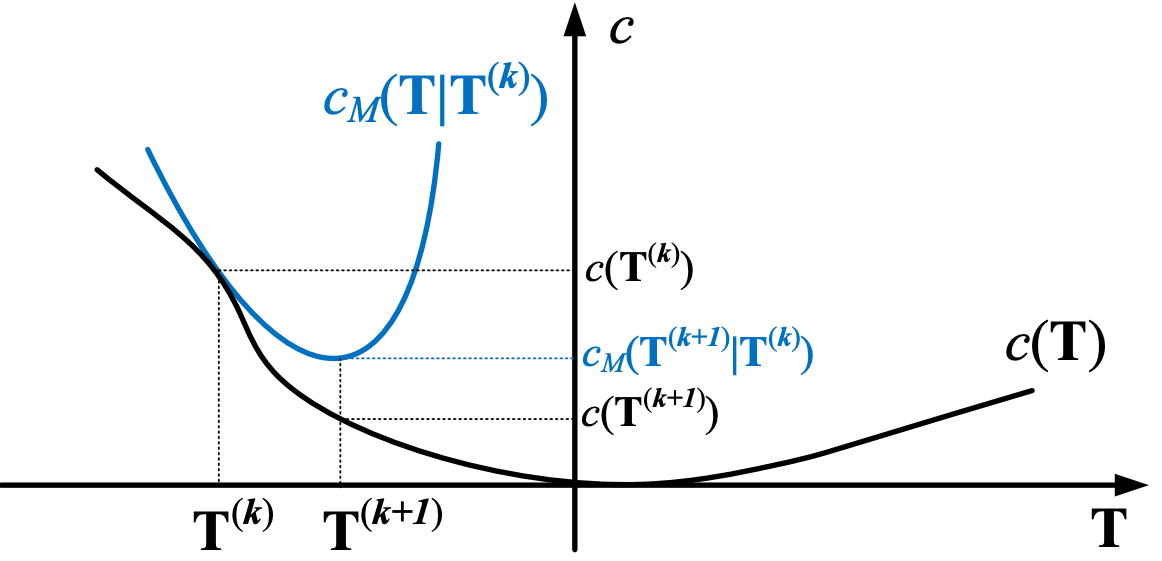 c
c_M(T|T^(k))
c(T^(k))
c_M(T^(k+1)|T^(k))
c(T)
c(T^(k+1))
T^(k)
T^(k+1)
T